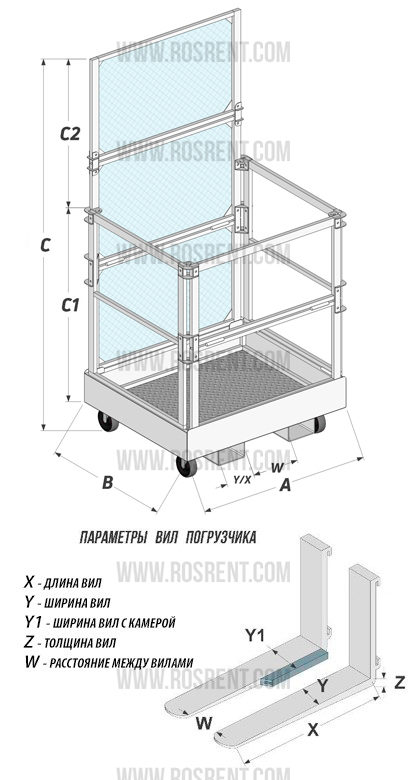 WWW.ROSRENT.COM
WWW.ROSRENT.COM
C2
WWW.ROSRENT.COM
C
WWW.ROSRENT.COM
C1
WWW.ROSRENT.COM
B
WWW.ROSRENT.COM
W
Y/X
A
ПАРАМЕТРЫ ВИЛ ПОГРУЗЧИКА
WWW.ROSRENT.COM
X - ДЛИНА ВИЛ
Y - ШИРИНА ВИЛ
Y1 - ШИРИНА ВИЛ С КАМЕРОЙ
Z - ТОЛЩИНА ВИЛ
W - РАССТОЯНИЕ МЕЖДУ ВИЛАМИ
Y1
WWW.ROSRENT.COM
Y
Z
W
X
WWW.ROSRENT.COM